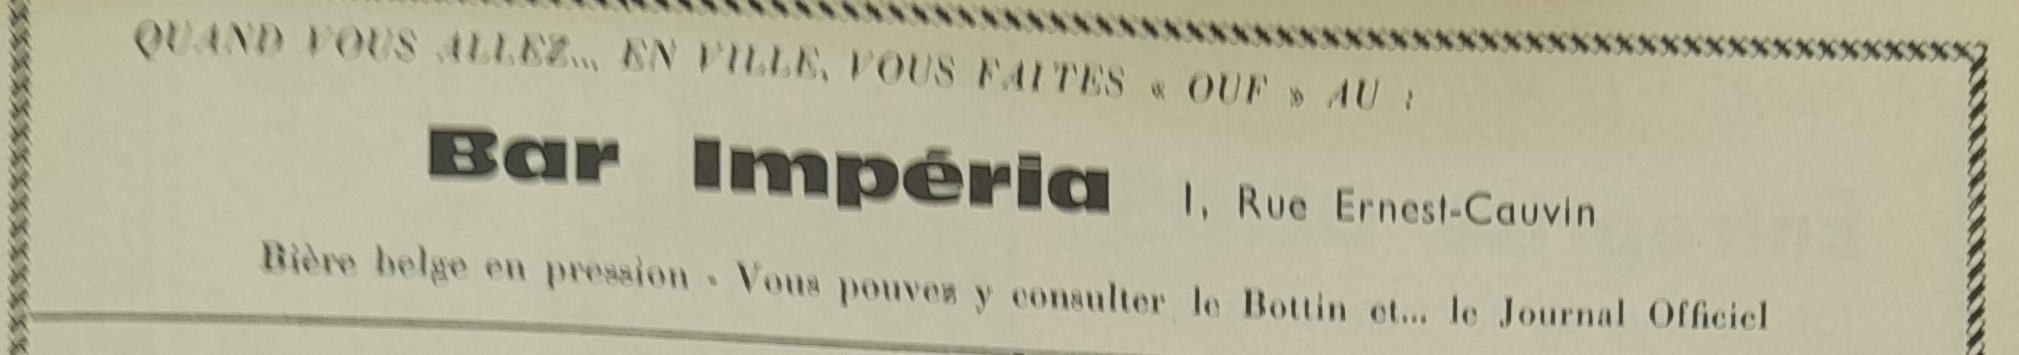 QUAND VOUS ALLEZ... EN VILLE, VOUS FAITES « OUF » AU :
Bar Impéria 1, Rue Ernest-Cauvin
Bière belge en pression - Vous pouvez y consulter le Bottin et... le Journal Officiel